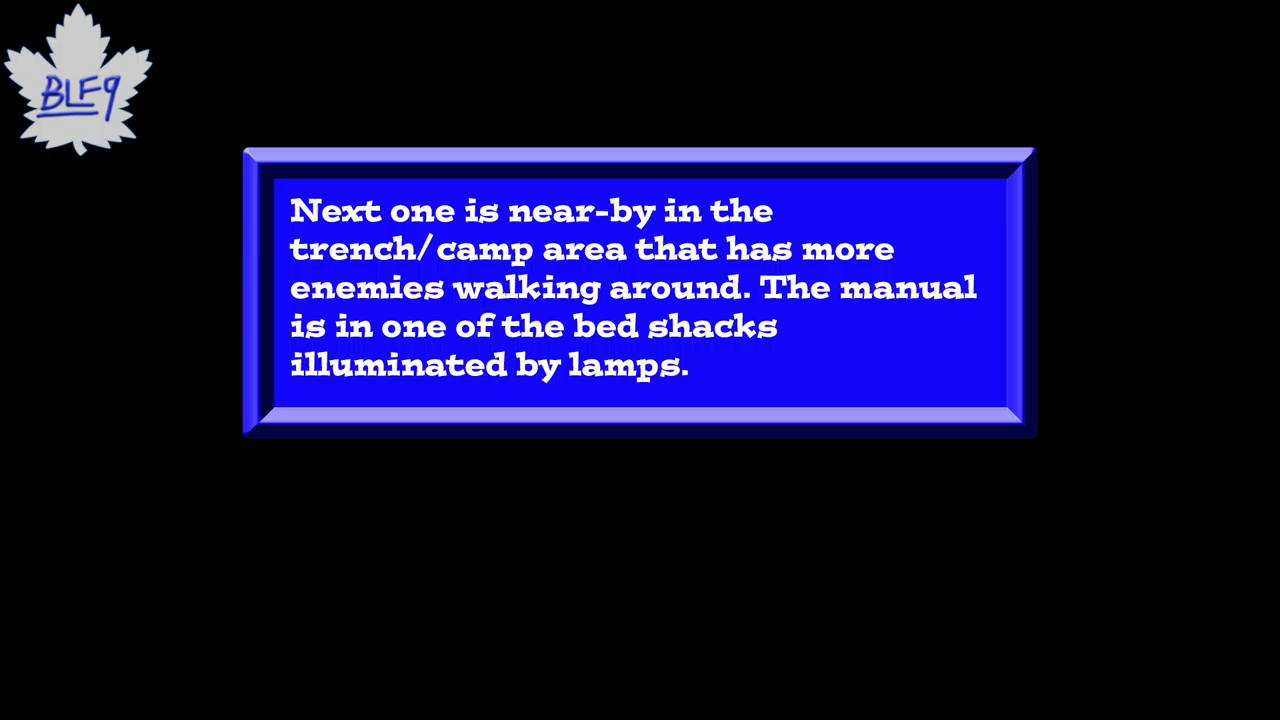 BLF9
Next one is near-by in the
trench/camp area that has more
enemies walking around. The manual
is in one of the bed shacks
illuminated by lamps.